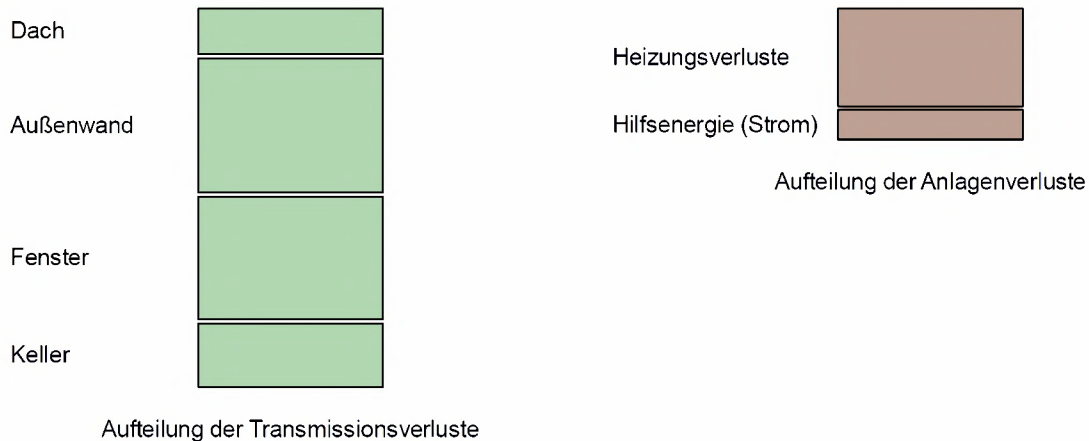 Dach
Außenwand
Fenster
Keller
Aufteilung der Transmissionsverluste
Heizungsverluste
Hilfsenergie (Strom)
Aufteilung der Anlagenverluste